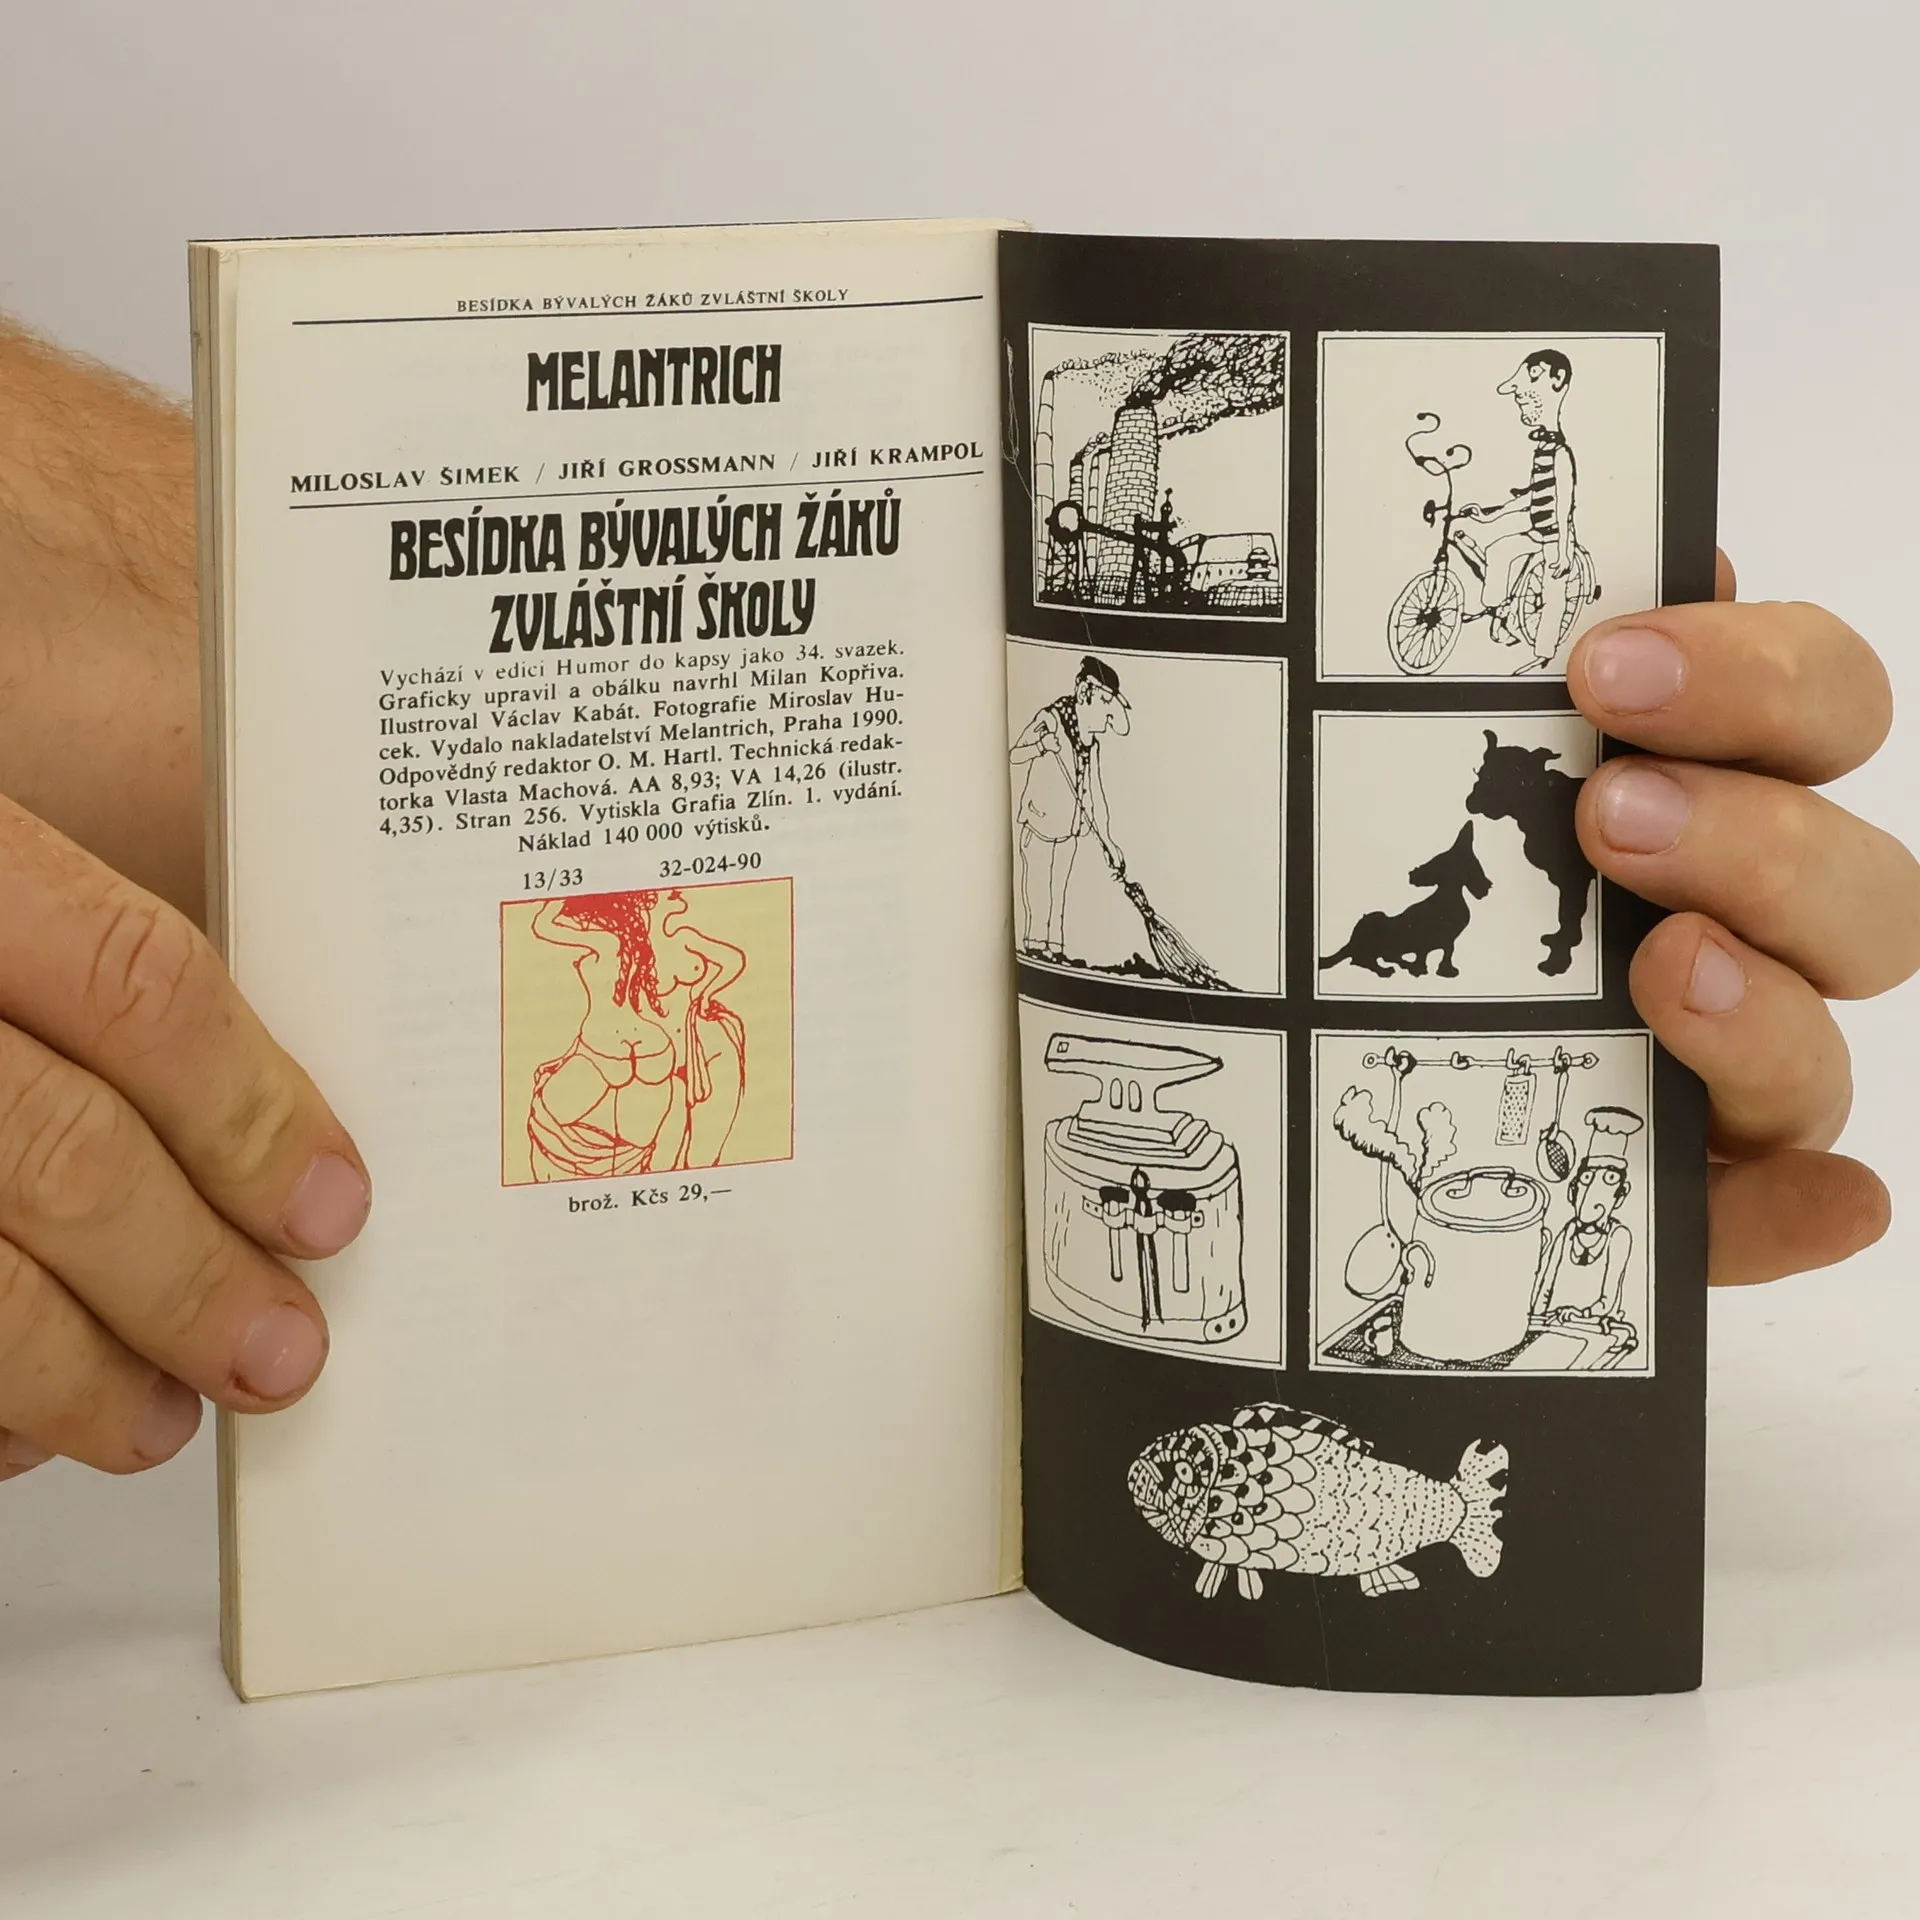 BESÍDKA BÝVALÝCH ŽÁKŮ ZVLÁŠTNÍ ŠKOLY
MELANTRICH
MILOSLAV ŠIMEK / JIŘÍ GROSSMANN / JIŘÍ KRAMPOL
BESÍDKA BÝVALÝCH ŽÁKŮ
ZVLÁŠTNÍ ŠKOLY
Vychází v edici Humor do kapsy jako 34. svazek.
Graficky upravil a obálku navrhl Milan Kopřiva.
Ilustroval Václav Kabát. Fotografie Miroslav Hu-
cek. Vydalo nakladatelství Melantrich, Praha 1990.
Odpovědný redaktor O. M. Hartl. Technická redak-
torka Vlasta Machová. AA 8,93; VA 14,26 (ilustr.
4,35). Stran 256. Vytiskla Grafia Zlín. 1. vydání.
Náklad 140 000 výtisků.
13/33 32-024-90
brož. Kčs 29,—